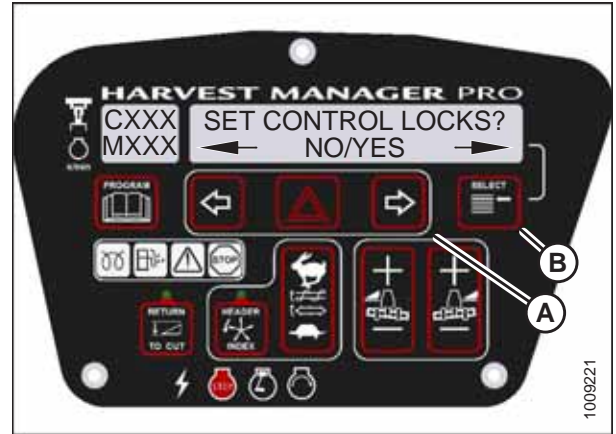 HARVEST MANAGER PRO
CXXX
MXXX
SET CONTROL LOCKS?
NO/YES
PROGRAM
SELECT
STOP
RETURN
TO CUT
HEADER
INDEX
A
B
1009221